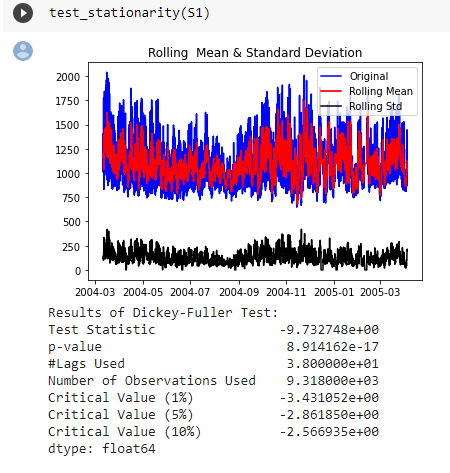 test_stationarity(S1)
Rolling Mean & Standard Deviation
Original
Rolling Mean
Rolling Std
2000
1750
1500
1250
1000
750
500
250
0
2004-03 2004-05 2004-07 2004-09 2004-11 2005-01 2005-03
Results of Dickey-Fuller Test:
Test Statistic -9.732748e+00
p-value 8.914162e-17
#Lags Used 3.800000e+01
Number of Observations Used 9.318000e+03
Critical Value (1%) -3.431052e+00
Critical Value (5%) -2.861850e+00
Critical Value (10%) -2.566935e+00
dtype: float64